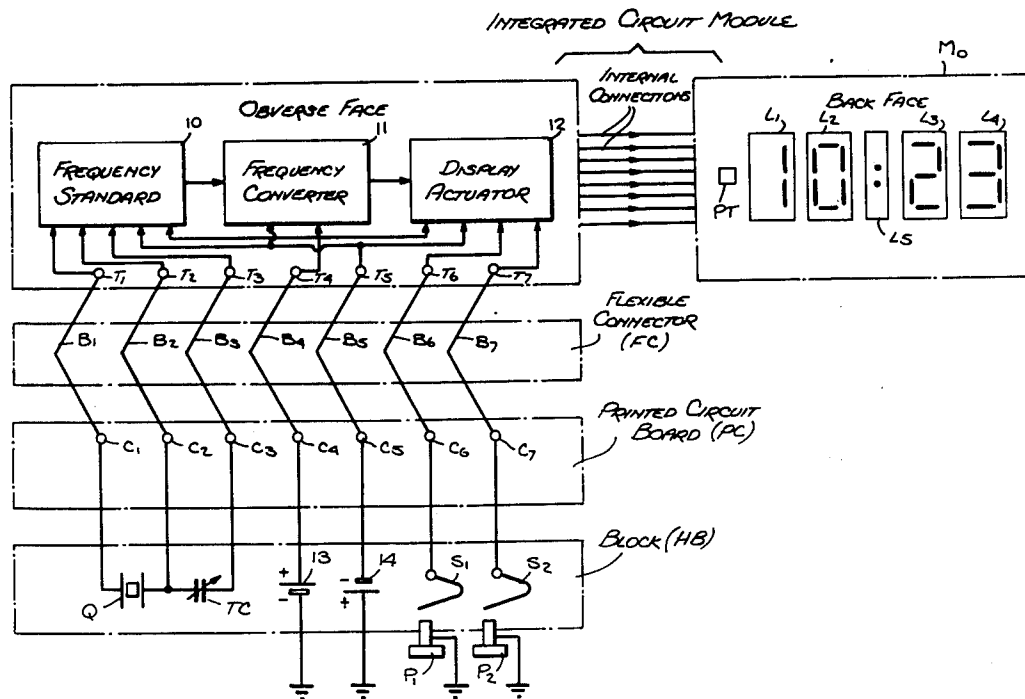 INTEGRATED CIRCUIT MODULE
M0
OBVERSE FACE
INTERNAL
CONNECTIONS
BACK FACE
10
11
12
L1
L2
L3
L4
FREQUENCY
STANDARD
FREQUENCY
CONVERTER
DISPLAY
ACTUATOR
PT
10:23
L5
T1
T2
T3
T4
T5
T6
T7
FLEXIBLE
CONNECTOR
(FC)
B1
B2
B3
B4
B5
B6
B7
PRINTED CIRCUIT
BOARD (PC)
C1
C2
C3
C4
C5
C6
C7
BLOCK (HB)
Q
TC
+
-
13
-
+
14
S1
S2
P1
P2